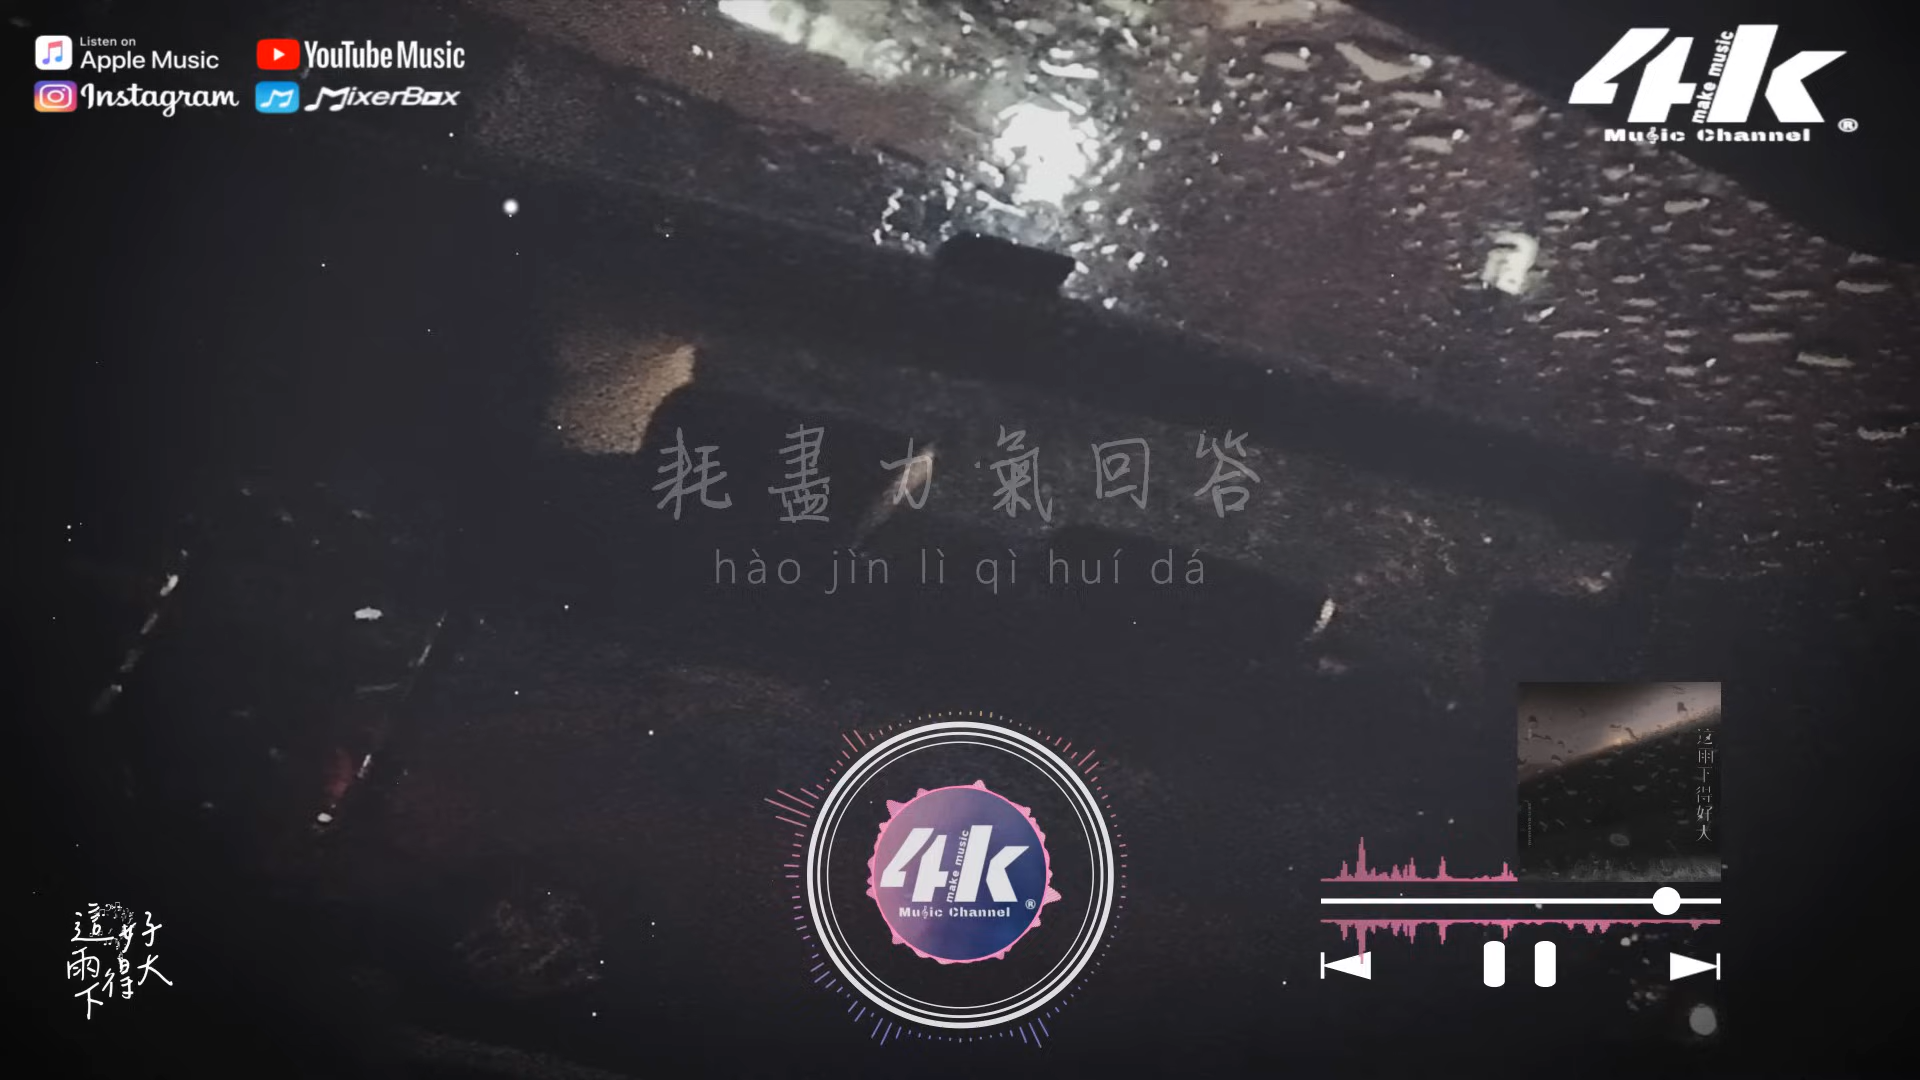 Listen on
Apple Music
YouTube Music
Instagram
MixerBox
4k
make music
Music Channel
®
耗盡力氣回答
hào jìn lì qì huí dá
4k
make music
Music Channel
®
這雨下得好大
這雨下
得
好大